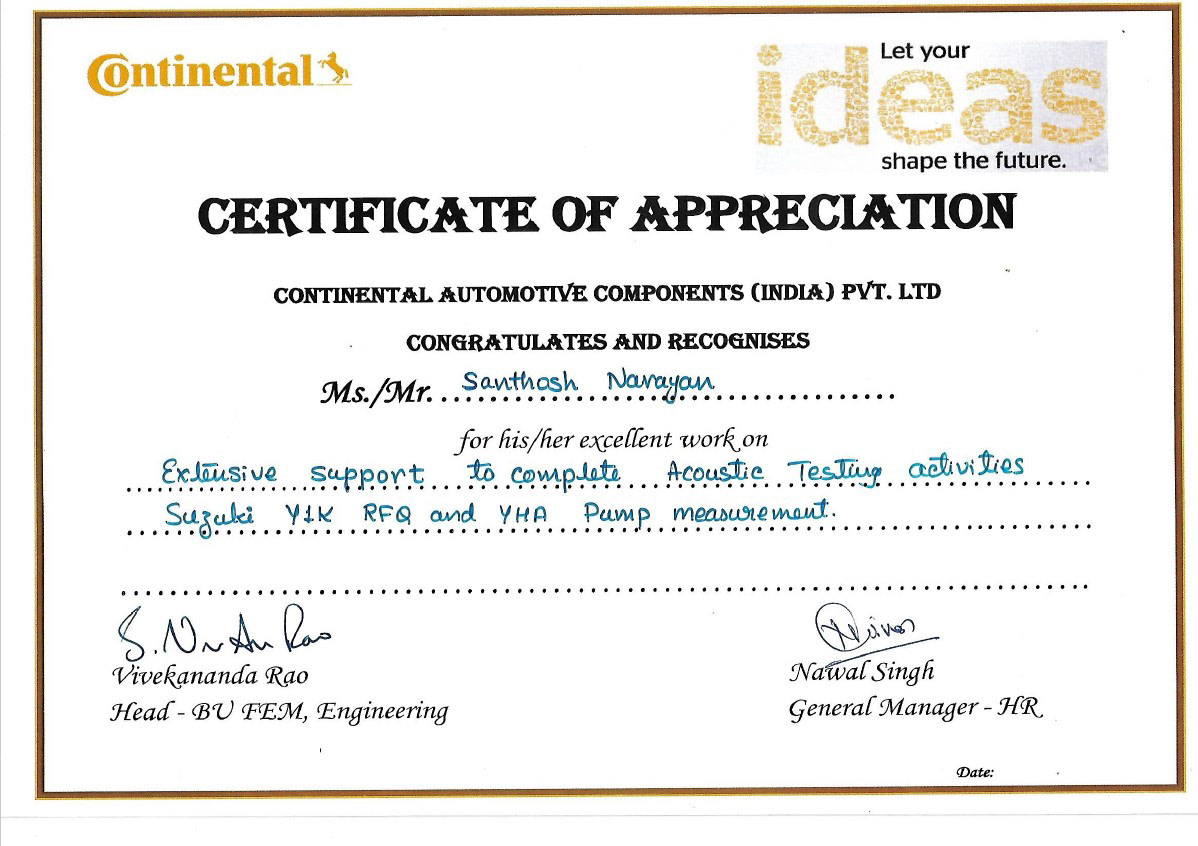 Continental
Let your
ideas
shape the future.
CERTIFICATE OF APPRECIATION
CONTINENTAL AUTOMOTIVE COMPONENTS (INDIA) PVT. LTD
CONGRATULATES AND RECOGNISES
Ms./Mr. Santhosh Narayan
for his/her excellent work on
Extensive support to complete Acoustic Testing activities
Suzuki Y1K RFQ and YHA Pump measurement.
Vivekananda Rao
Head - BU FEM, Engineering
Nawal Singh
General Manager - HR
Date: